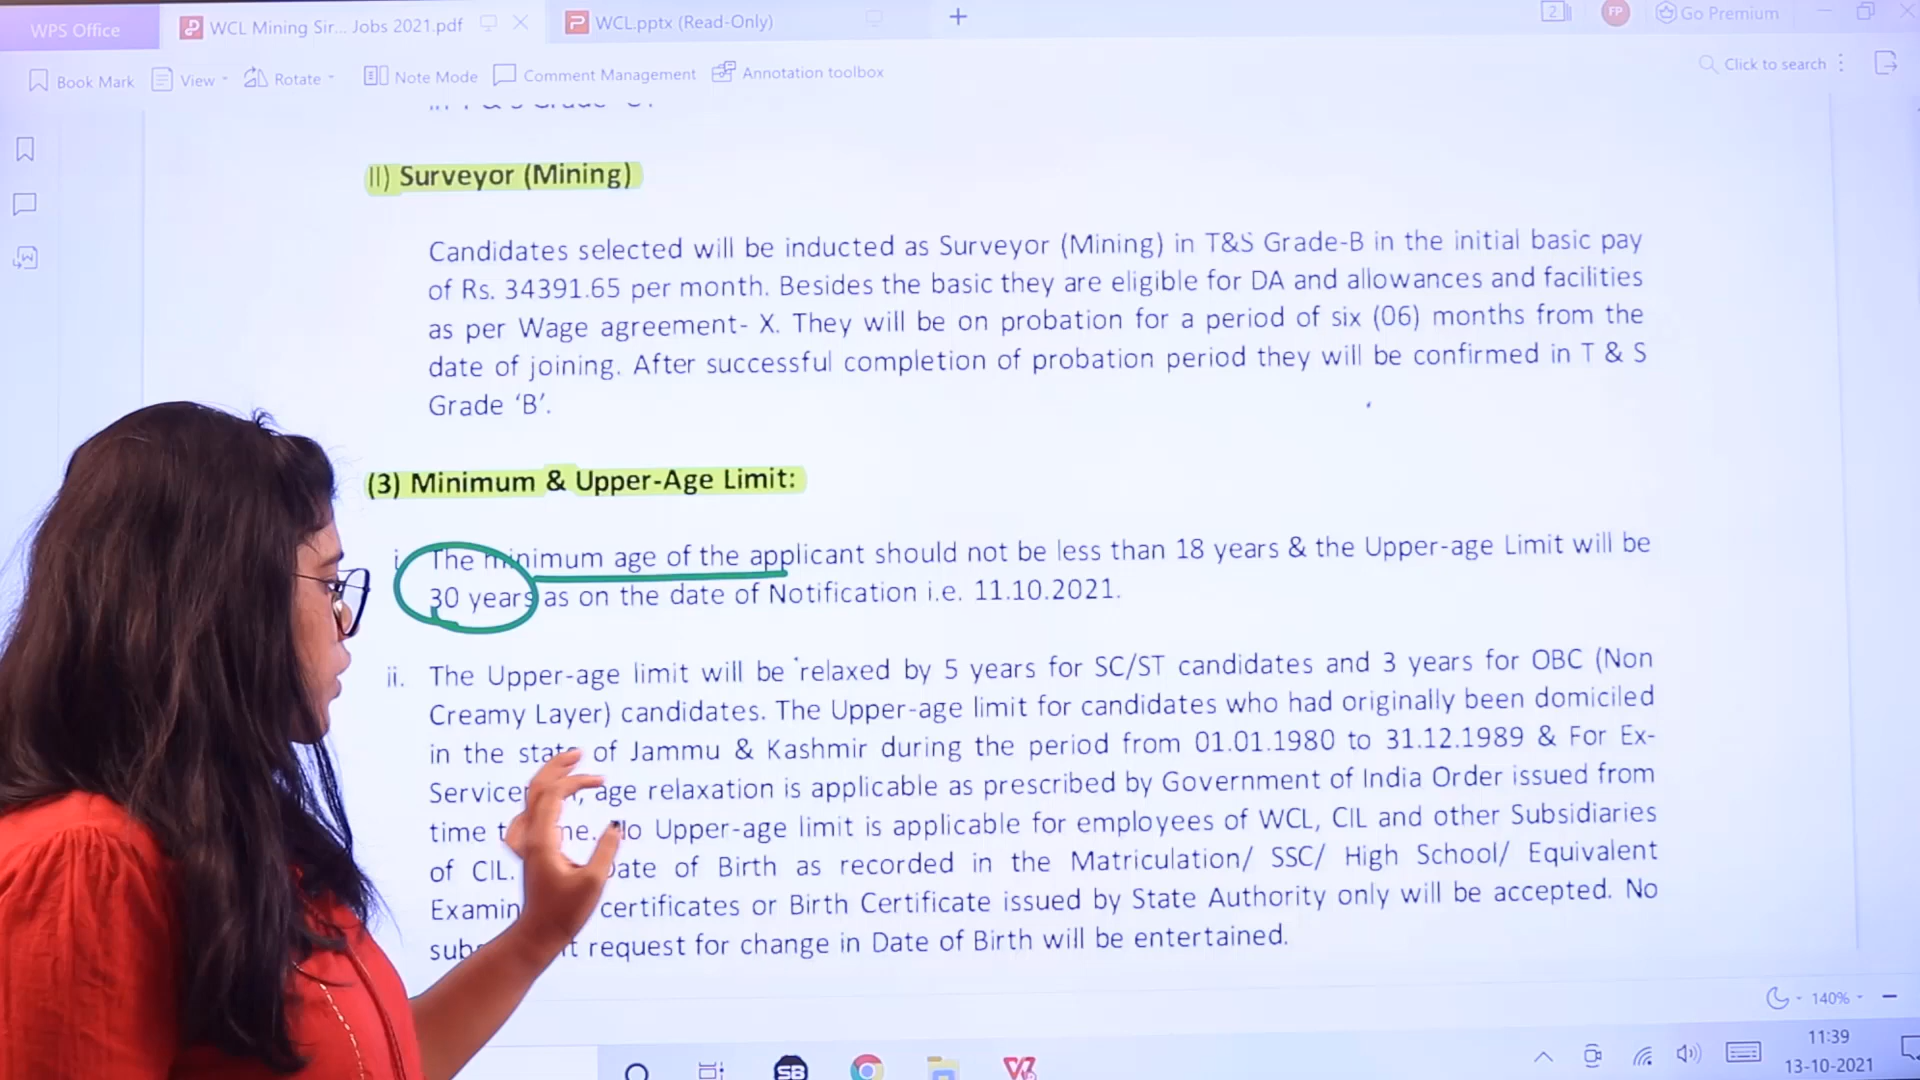 WPS Office
WCL Mining Sir... Jobs 2021.pdf
WCL.pptx (Read-Only)
2
FP
Go Premium
Book Mark
View
Rotate
Note Mode
Comment Management
Annotation toolbox
Click to search
II) Surveyor (Mining)
Candidates selected will be inducted as Surveyor (Mining) in T&S Grade-B in the initial basic pay
of Rs. 34391.65 per month. Besides the basic they are eligible for DA and allowances and facilities
as per Wage agreement- X. They will be on probation for a period of six (06) months from the
date of joining. After successful completion of probation period they will be confirmed in T & S
Grade ‘B’.
(3) Minimum & Upper-Age Limit:
i. The minimum age of the applicant should not be less than 18 years & the Upper-age Limit will be
30 years as on the date of Notification i.e. 11.10.2021.
ii. The Upper-age limit will be relaxed by 5 years for SC/ST candidates and 3 years for OBC (Non
Creamy Layer) candidates. The Upper-age limit for candidates who had originally been domiciled
in the state of Jammu & Kashmir during the period from 01.01.1980 to 31.12.1989 & For Ex-
age relaxation is applicable as prescribed by Government of India Order issued from
time No Upper-age limit is applicable for employees of WCL, CIL and other Subsidiaries
of CIL. Date of Birth as recorded in the Matriculation/ SSC/ High School/ Equivalent
certificates or Birth Certificate issued by State Authority only will be accepted. No
request for change in Date of Birth will be entertained.
140%
SB
11:39
13-10-2021